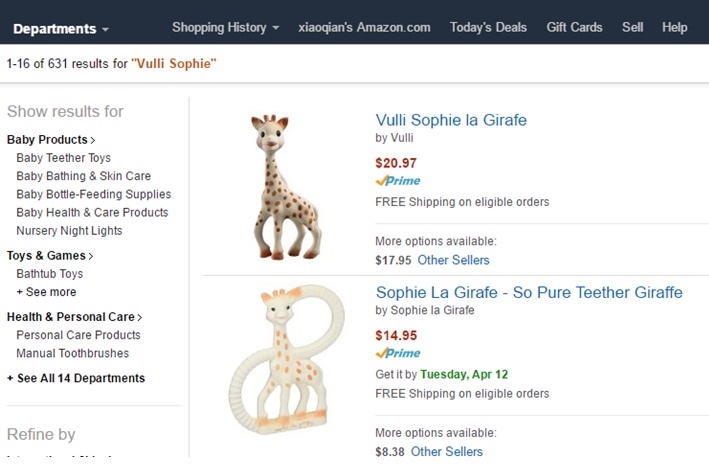 Departments
Shopping History
xiaoqian's Amazon.com
Today's Deals
Gift Cards
Sell
Help
1-16 of 631 results for "Vulli Sophie"
Show results for
Baby Products
Baby Teether Toys
Baby Bathing & Skin Care
Baby Bottle-Feeding Supplies
Baby Health & Care Products
Nursery Night Lights
Toys & Games
Bathtub Toys
+ See more
Health & Personal Care
Personal Care Products
Manual Toothbrushes
+ See All 14 Departments
Refine by
Vulli Sophie la Girafe
by Vulli
$20.97
Prime
FREE Shipping on eligible orders
More options available:
$17.95 Other Sellers
Sophie La Girafe - So Pure Teether Giraffe
by Sophie la Girafe
$14.95
Prime
Get it by Tuesday, Apr 12
FREE Shipping on eligible orders
More options available:
$8.38 Other Sellers